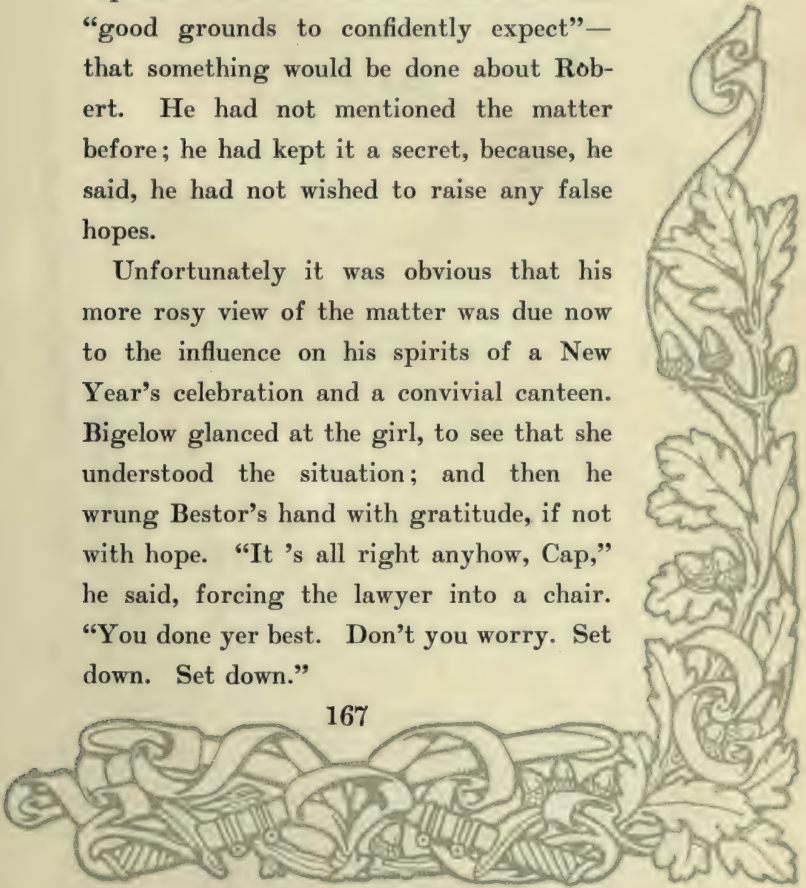 “good grounds to confidently expect”—
that something would be done about Rob-
ert. He had not mentioned the matter
before; he had kept it a secret, because, he
said, he had not wished to raise any false
hopes.
Unfortunately it was obvious that his
more rosy view of the matter was due now
to the influence on his spirits of a New
Year’s celebration and a convivial canteen.
Bigelow glanced at the girl, to see that she
understood the situation; and then he
wrung Bestor’s hand with gratitude, if not
with hope. “It ’s all right anyhow, Cap,”
he said, forcing the lawyer into a chair.
“You done yer best. Don’t you worry. Set
down. Set down.”
167